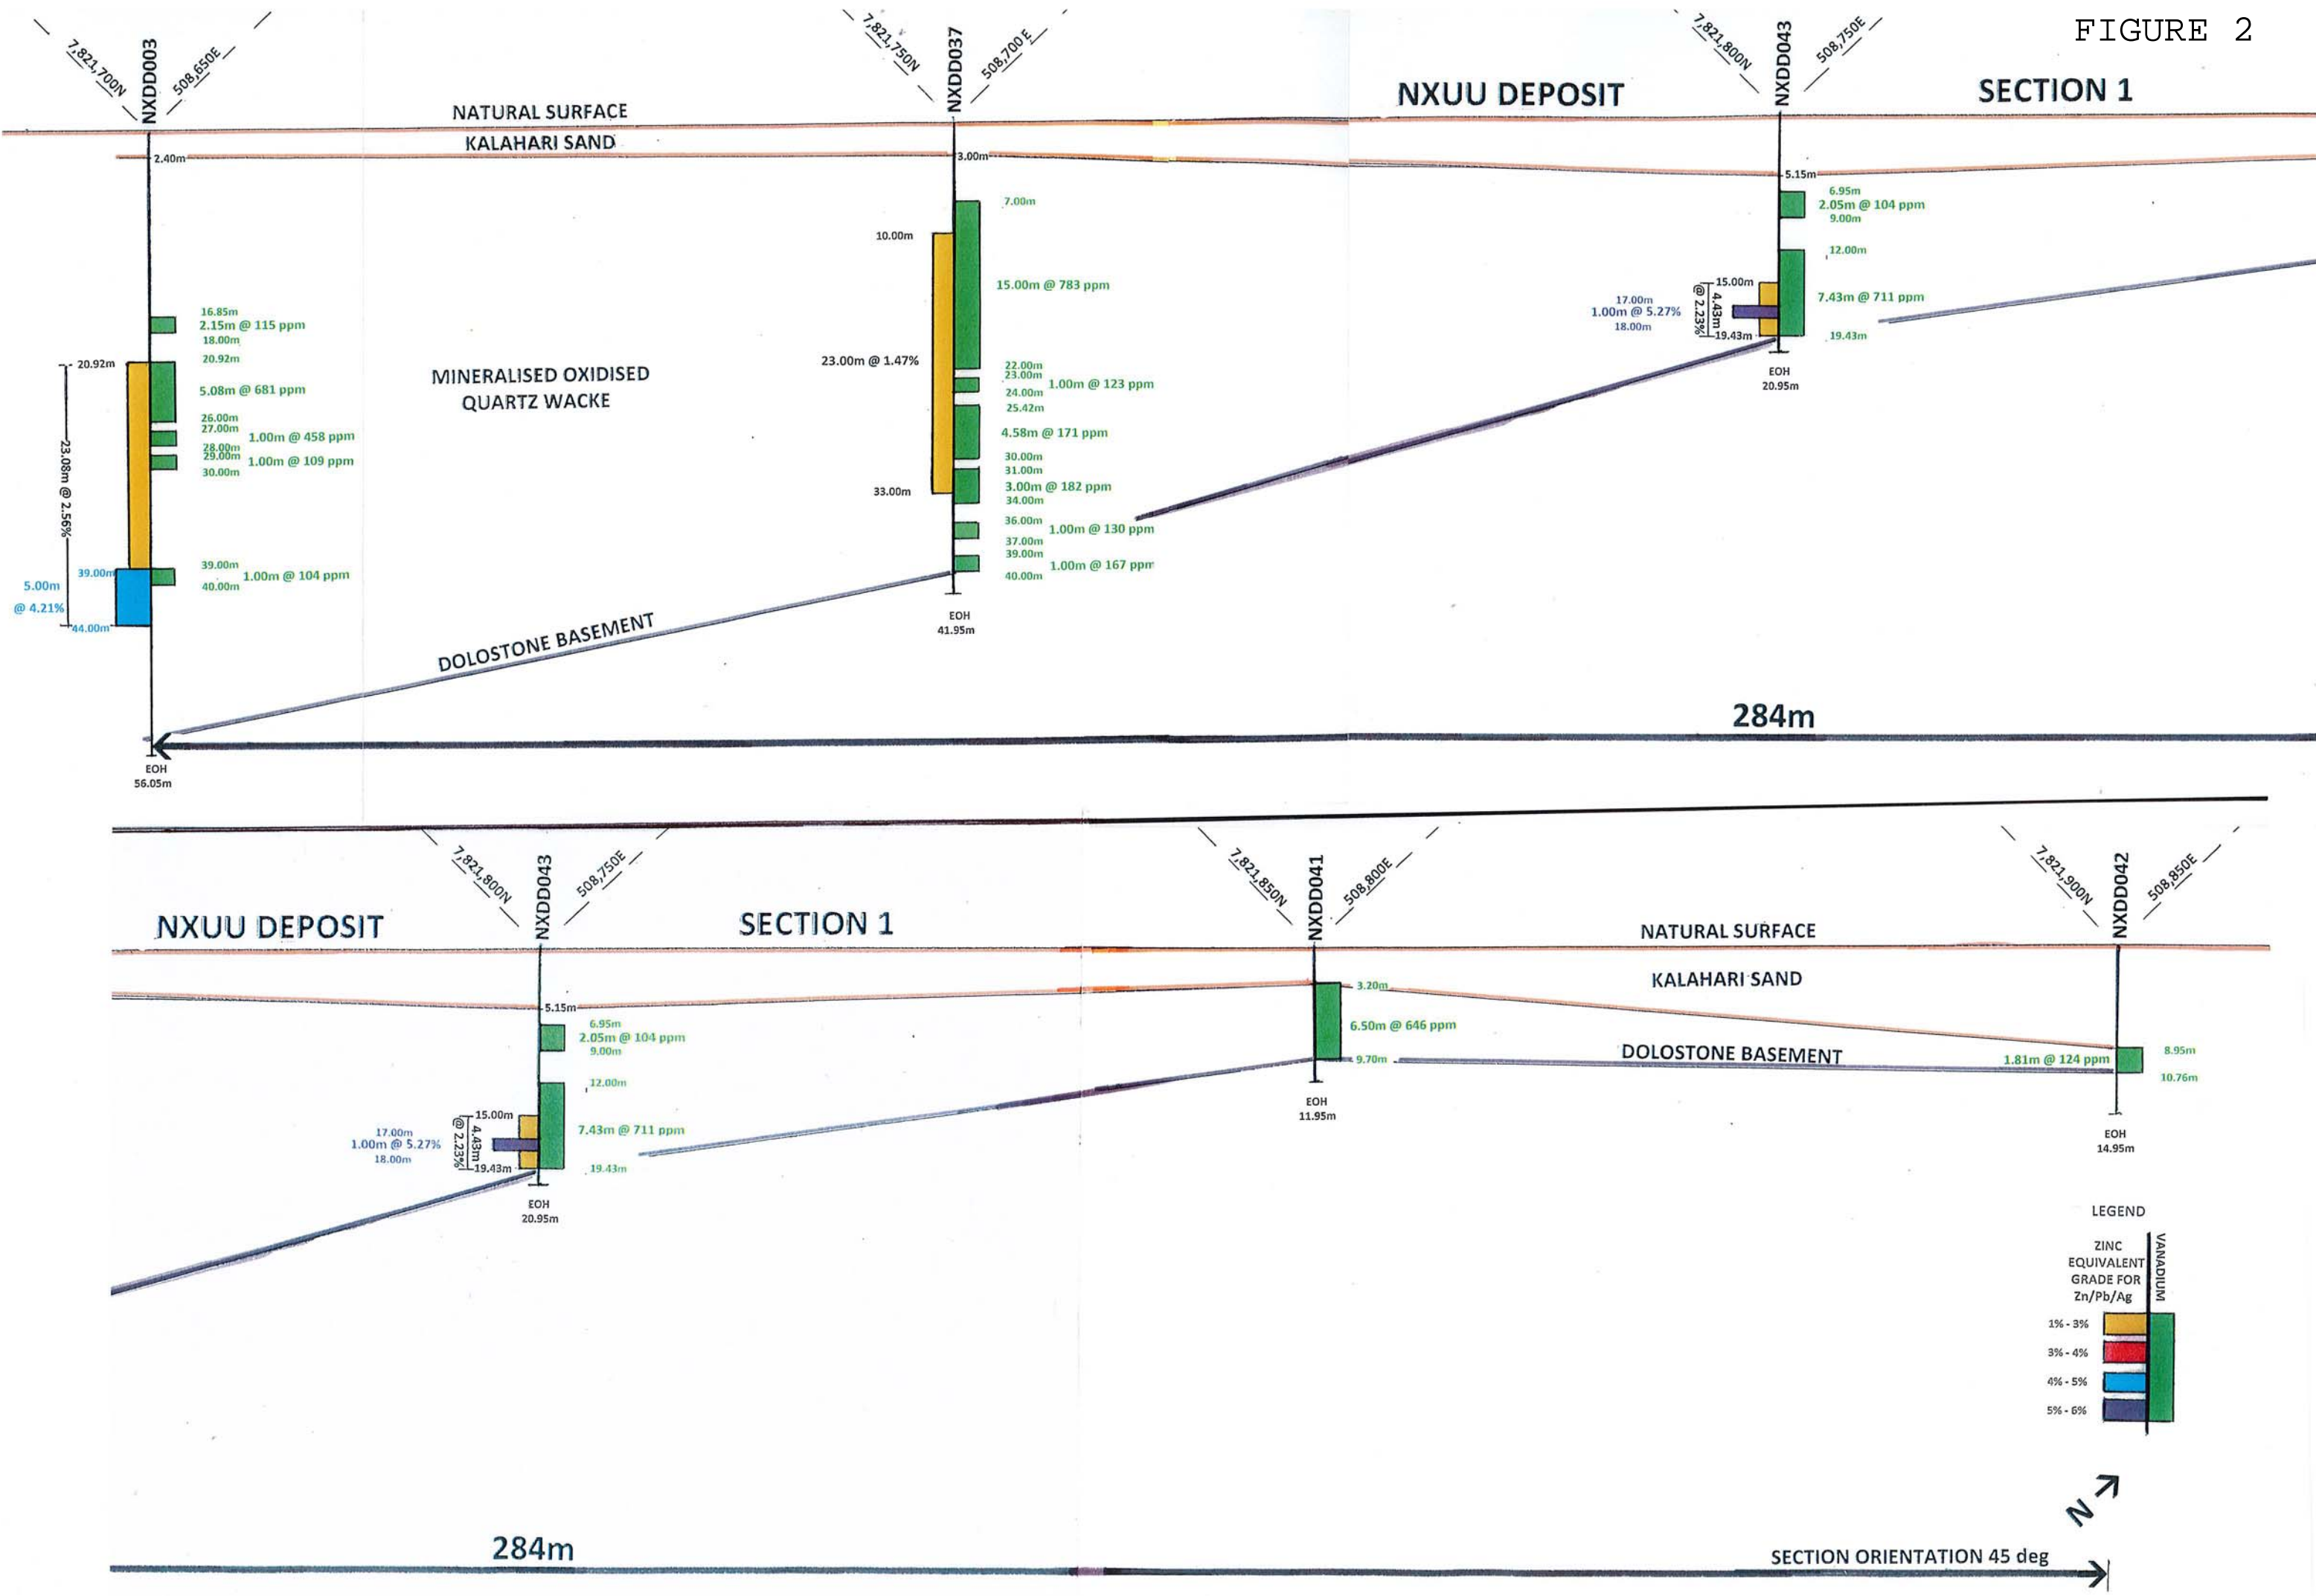 FIGURE 2
7,821,700N
NXDD003
508,650E
7,821,750N
NXDD037
508,700 E
7,821,800N
NXDD043
508,750E
NXUU DEPOSIT
SECTION 1
NATURAL SURFACE
KALAHARI SAND
2.40m
16.85m
2.15m @ 115 ppm
18.00m
20.92m
20.92m
5.08m @ 681 ppm
26.00m
27.00m
1.00m @ 458 ppm
28.00m
29.00m
1.00m @ 109 ppm
30.00m
23.08m @ 2.56%
39.00m
39.00m
1.00m @ 104 ppm
40.00m
5.00m
@ 4.21%
44.00m
EOH
56.05m
MINERALISED OXIDISED
QUARTZ WACKE
DOLOSTONE BASEMENT
3.00m
7.00m
10.00m
15.00m @ 783 ppm
23.00m @ 1.47%
22.00m
23.00m
1.00m @ 123 ppm
24.00m
25.42m
4.58m @ 171 ppm
30.00m
31.00m
3.00m @ 182 ppm
33.00m
34.00m
36.00m
1.00m @ 130 ppm
37.00m
39.00m
1.00m @ 167 ppm
40.00m
EOH
41.95m
5.15m
6.95m
2.05m @ 104 ppm
9.00m
12.00m
15.00m
17.00m
1.00m @ 5.27%
18.00m
4.43m
@ 2.23%
7.43m @ 711 ppm
19.43m
19.43m
EOH
20.95m
284m
7,821,800N
NXDD043
508,750E
7,821,850N
NXDD041
508,800E
7,821,900N
NXDD042
508,850E
NXUU DEPOSIT
SECTION 1
NATURAL SURFACE
KALAHARI SAND
5.15m
6.95m
2.05m @ 104 ppm
9.00m
12.00m
15.00m
17.00m
1.00m @ 5.27%
18.00m
4.43m
@ 2.23%
7.43m @ 711 ppm
19.43m
19.43m
EOH
20.95m
3.20m
6.50m @ 646 ppm
9.70m
EOH
11.95m
DOLOSTONE BASEMENT
8.95m
1.81m @ 124 ppm
10.76m
EOH
14.95m
LEGEND
ZINC
EQUIVALENT
GRADE FOR
Zn/Pb/Ag
VANADIUM
1% - 3%
3% - 4%
4% - 5%
5% - 6%
N
284m
SECTION ORIENTATION 45 deg